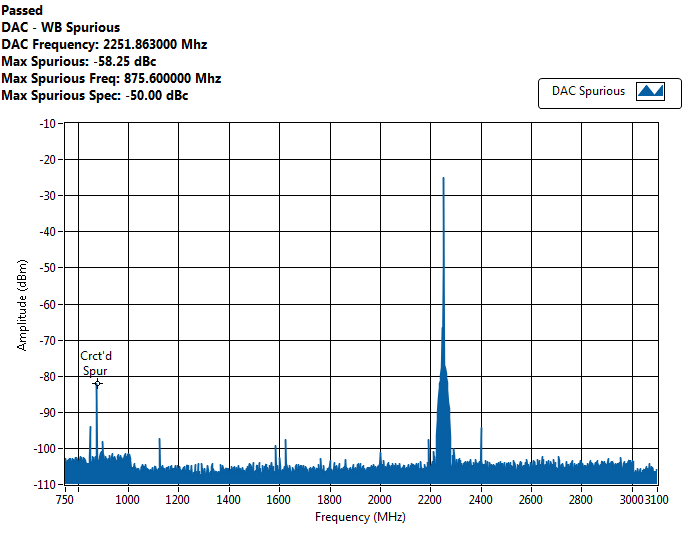 Passed
DAC - WB Spurious
DAC Frequency: 2251.863000 Mhz
Max Spurious: -58.25 dBc
Max Spurious Freq: 875.600000 Mhz
Max Spurious Spec: -50.00 dBc
DAC Spurious
-10
-20
-30
-40
-50
-60
-70
-80
-90
-100
-110
Amplitude (dBm)
Crct'd
Spur
750 1000 1200 1400 1600 1800 2000 2200 2400 2600 2800 3000 3100
Frequency (MHz)